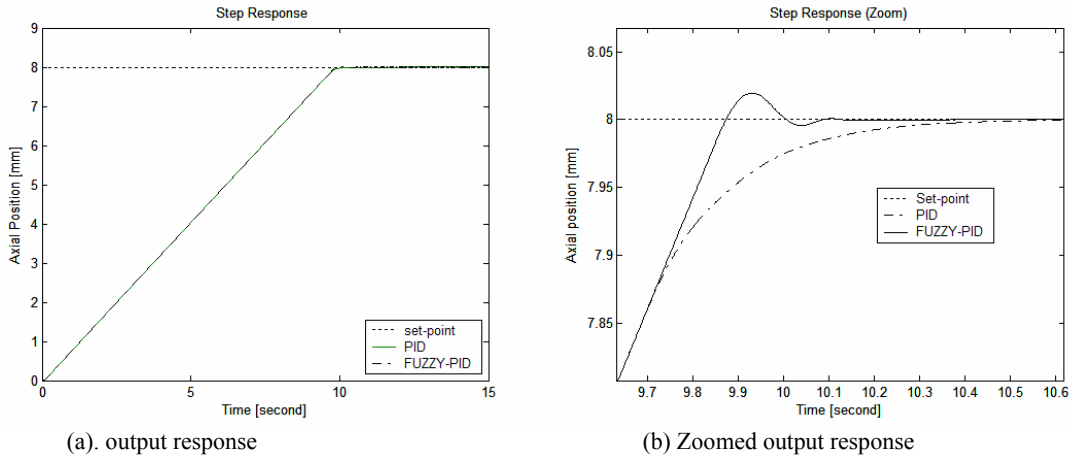 Step Response
9
8
7
6
5
4
3
2
1
0
Axial Position [mm]
0
5
10
15
Time [second]
set-point
PID
FUZZY-PID
(a). output response
Step Response (Zoom)
8.05
8
7.95
7.9
7.85
Axial position [mm]
9.7 9.8 9.9 10 10.1 10.2 10.3 10.4 10.5 10.6
Time [second]
Set-point
PID
FUZZY-PID
(b) Zoomed output response